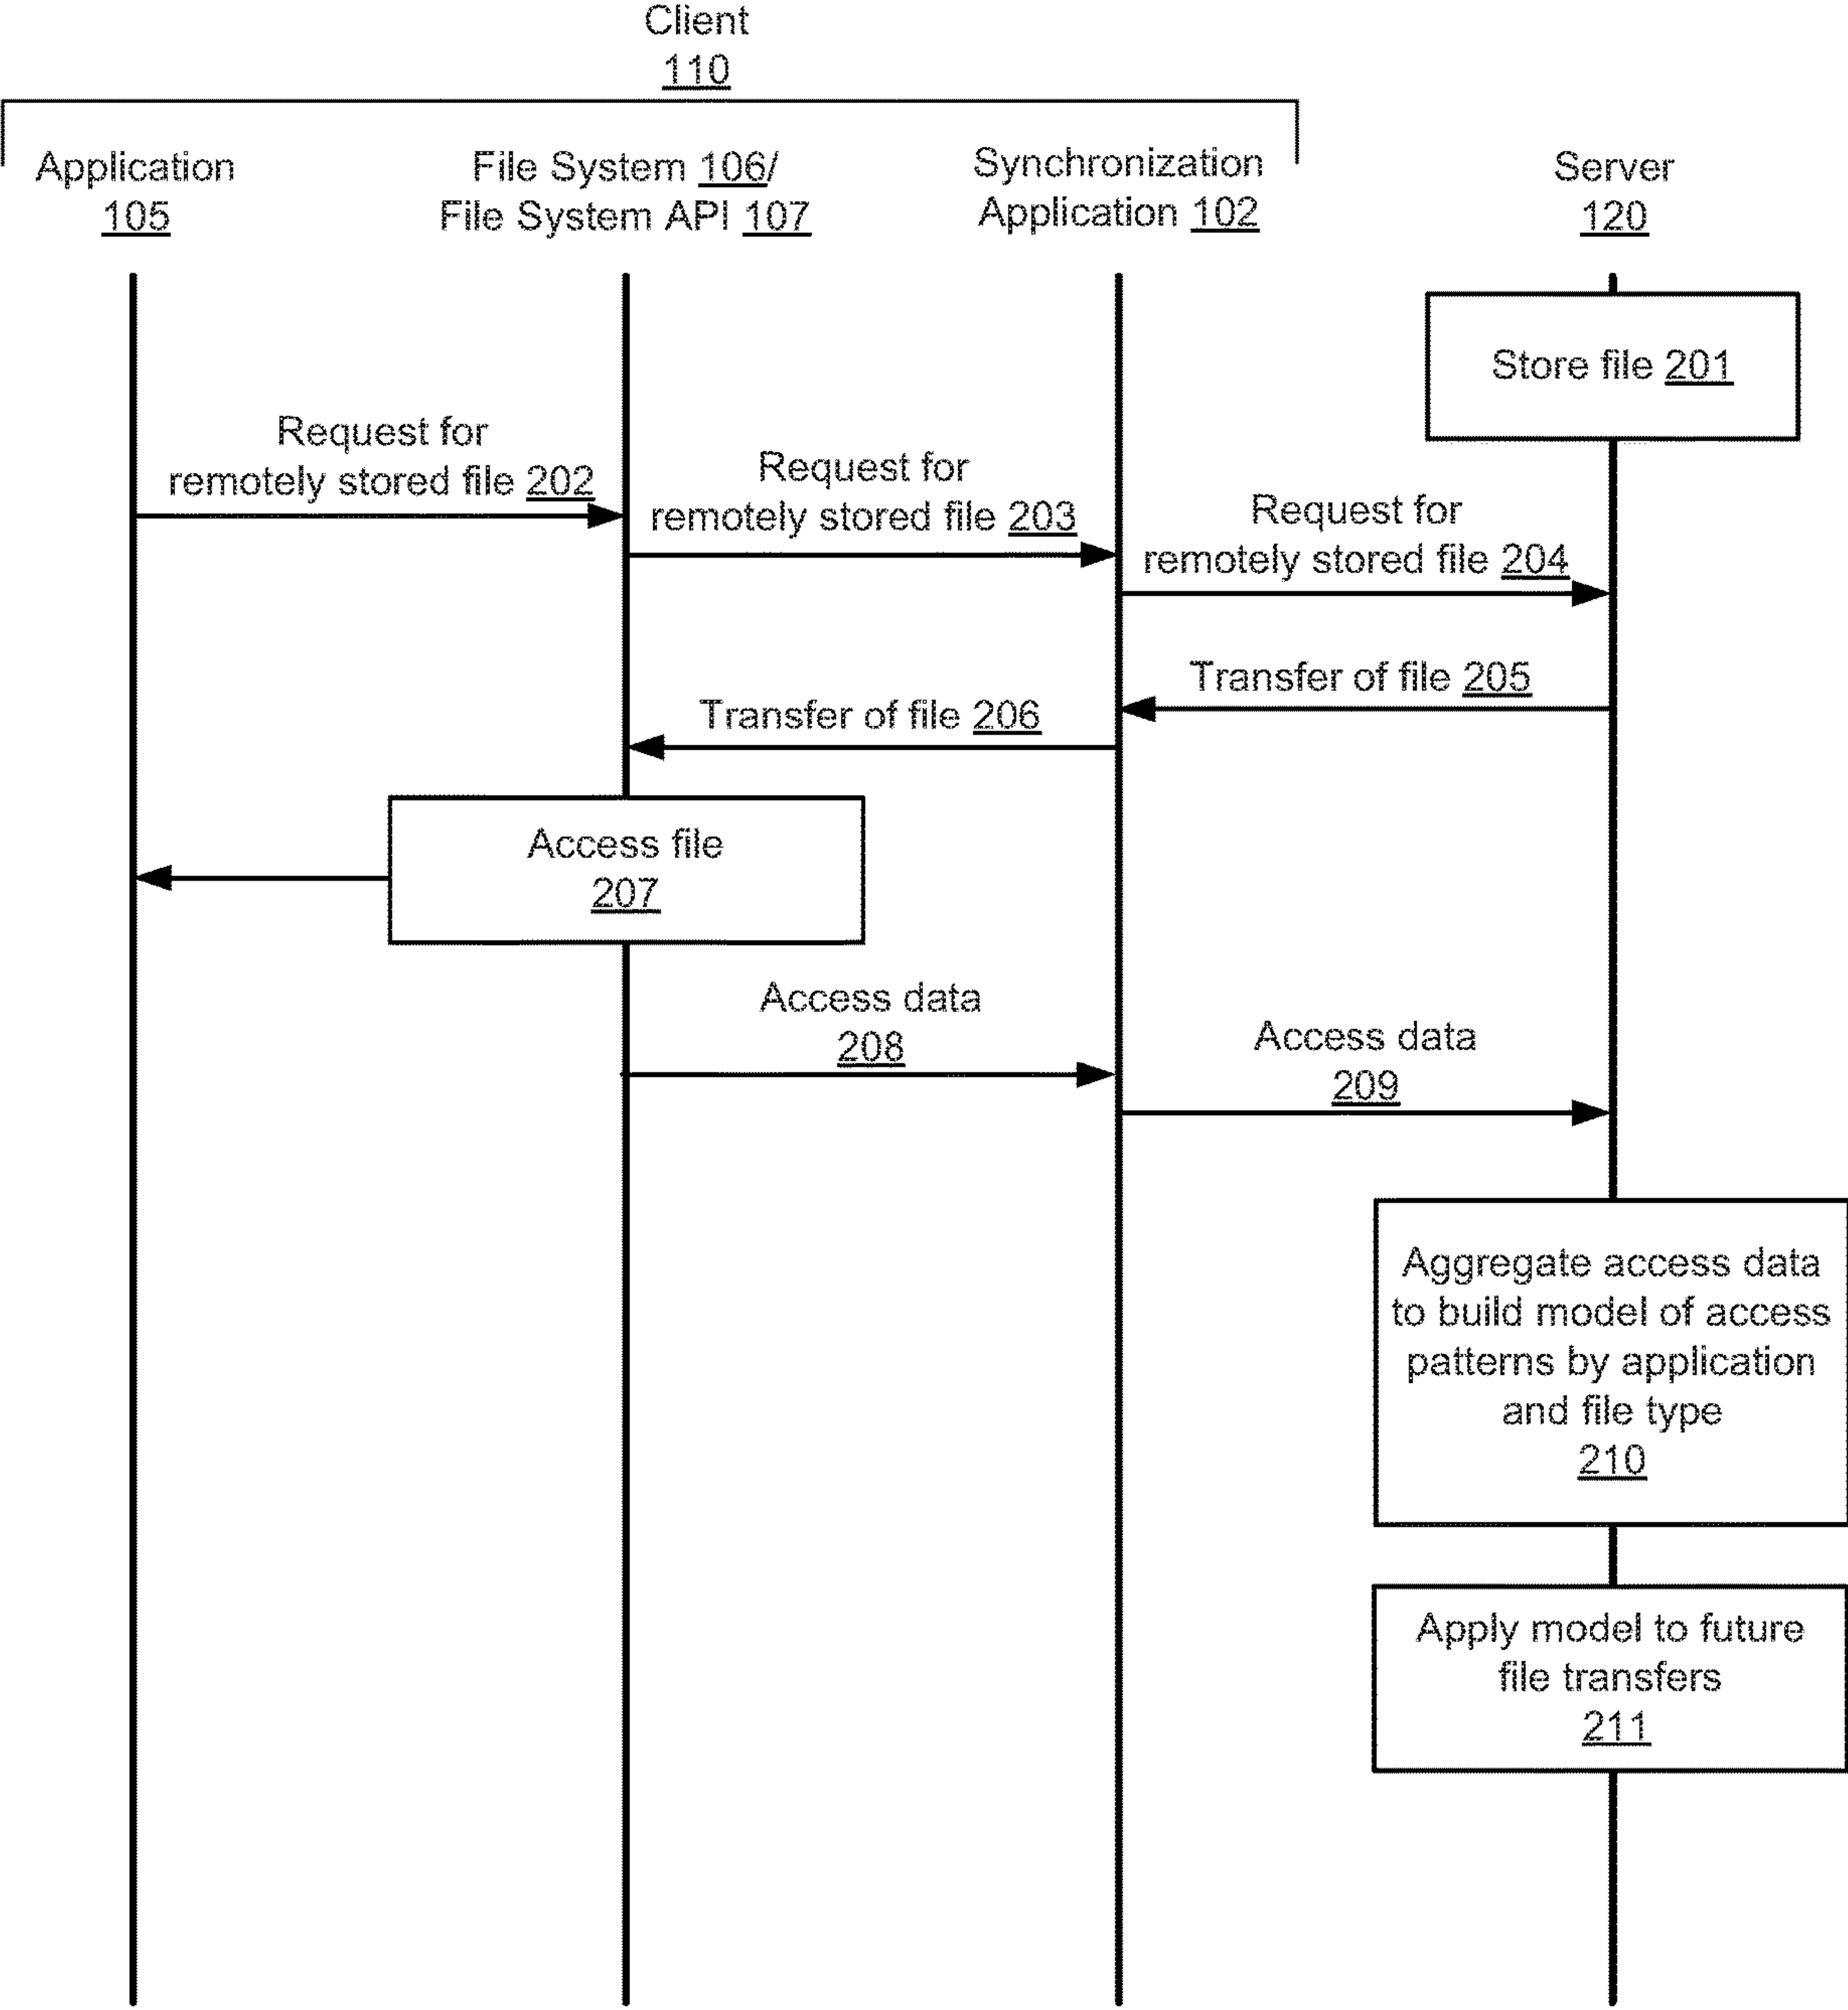 Client
110
Application
105
File System 106/
File System API 107
Synchronization
Application 102
Server
120
Store file 201
Request for
remotely stored file 202
Request for
remotely stored file 203
Request for
remotely stored file 204
Transfer of file 205
Transfer of file 206
Access file
207
Access data
208
Access data
209
Aggregate access data
to build model of access
patterns by application
and file type
210
Apply model to future
file transfers
211